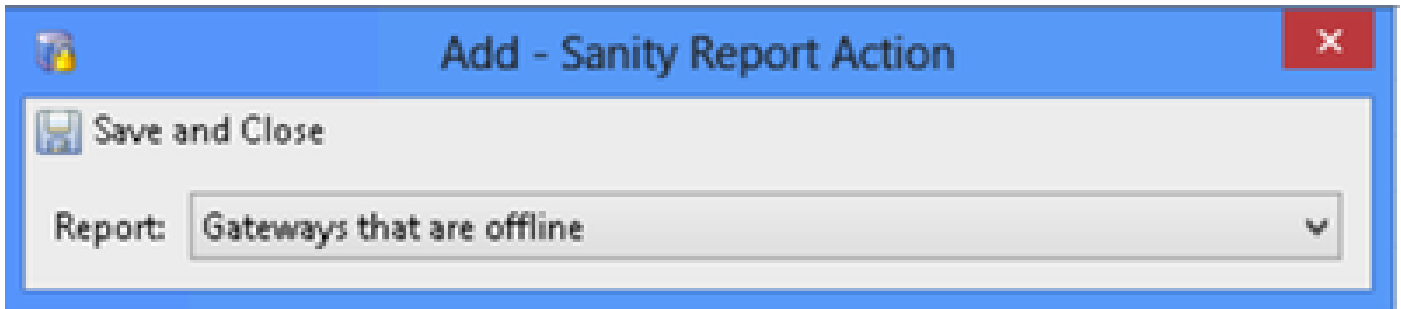 Add - Sanity Report Action
Save and Close
Report: Gateways that are offline